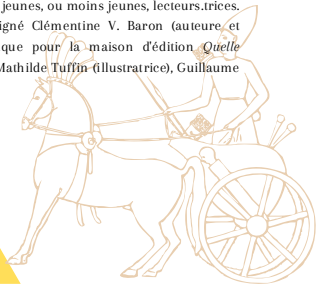 jeunes, ou moins jeunes, lecteurs.trices.
igné Clémentine V. Baron (auteure et
que pour la maison d'édition Quelle
Mathilde Tuffin (illustratrice), Guillaume